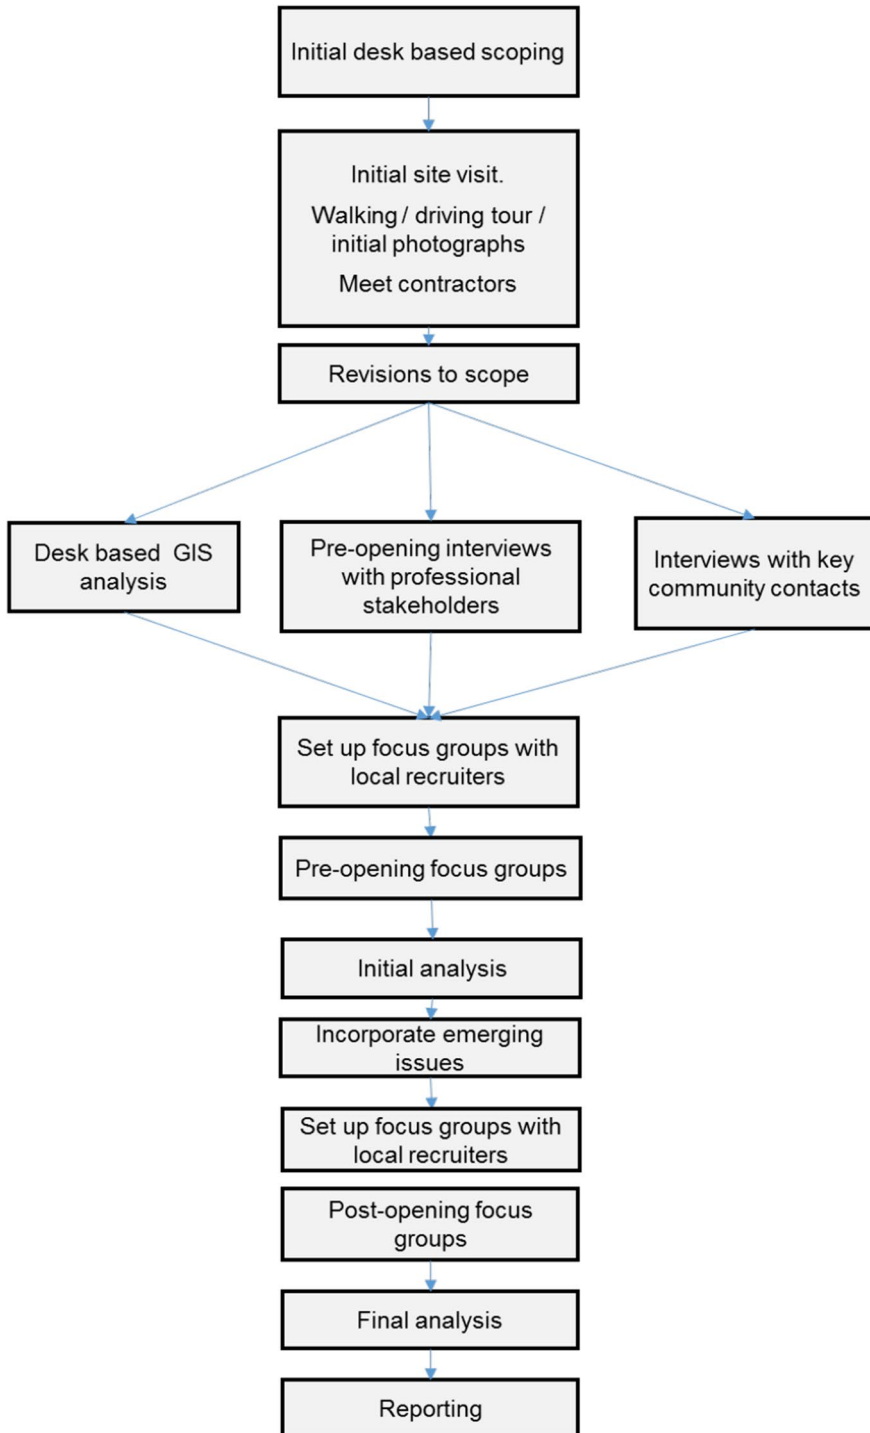 Initial desk based scoping
Initial site visit.
Walking / driving tour /
initial photographs
Meet contractors
Revisions to scope
Desk based  GIS
analysis
Pre-opening interviews
with professional
stakeholders
Interviews with key
community contacts
Set up focus groups with
local recruiters
Pre-opening focus groups
Initial analysis
Incorporate emerging
issues
Set up focus groups with
local recruiters
Post-opening focus
groups
Final analysis
Reporting